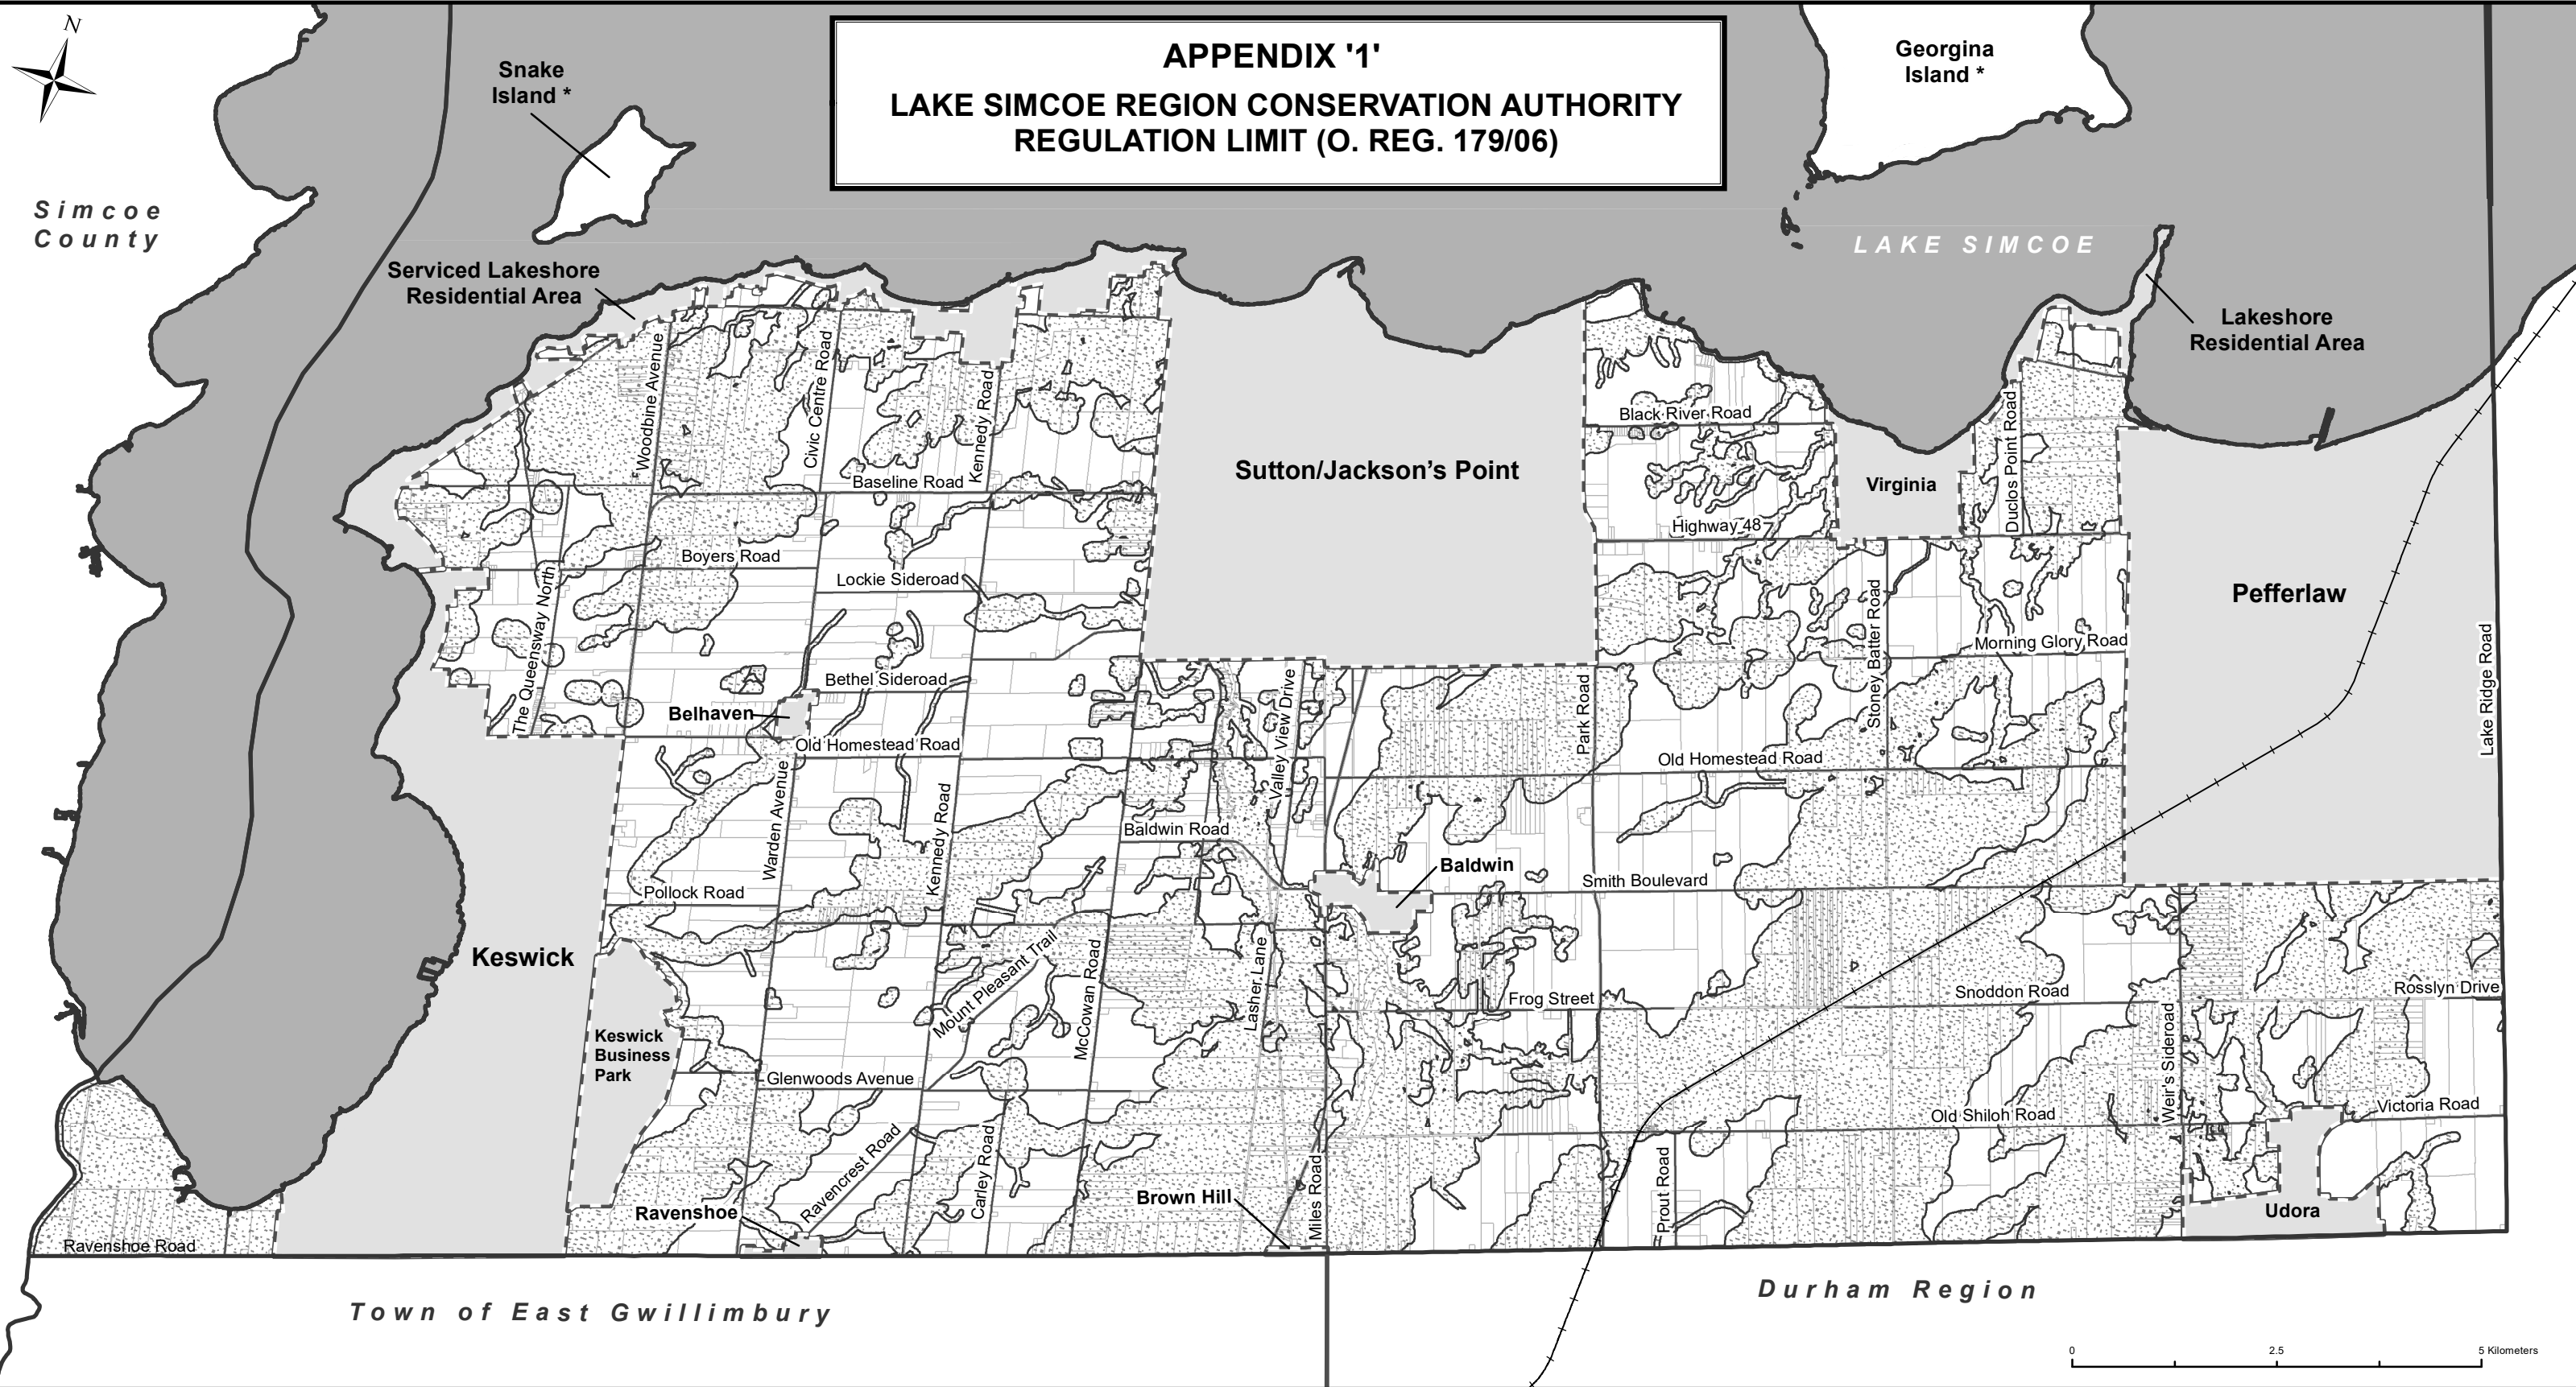 N
APPENDIX '1'
LAKE SIMCOE REGION CONSERVATION AUTHORITY
REGULATION LIMIT (O. REG. 179/06)
Snake
Island *
Georgina
Island *
Simcoe
County
LAKE SIMCOE
Serviced Lakeshore
Residential Area
Lakeshore
Residential Area
Woodbine Avenue
Civic Centre Road
Kennedy Road
Baseline Road
Sutton/Jackson's Point
Black River Road
Highway 48
Virginia
Duclos Point Road
Pefferlaw
Lake Ridge Road
Boyers Road
Lockie Sideroad
The Queensway North
Bethel Sideroad
Belhaven
Old Homestead Road
Valley View Drive
Park Road
Stoney Batter Road
Morning Glory Road
Old Homestead Road
Warden Avenue
Kennedy Road
Baldwin Road
Baldwin
Smith Boulevard
Pollock Road
Keswick
Keswick
Business
Park
Mount Pleasant Trail
McCowan Road
Lasher Lane
Frog Street
Snoddon Road
Rosslyn Drive
Weir's Sideroad
Glenwoods Avenue
Old Shiloh Road
Victoria Road
Ravencrest Road
Carley Road
Miles Road
Prout Road
Ravenshoe
Brown Hill
Udora
Ravenshoe Road
Town of East Gwillimbury
Durham Region
0 2.5 5 Kilometers